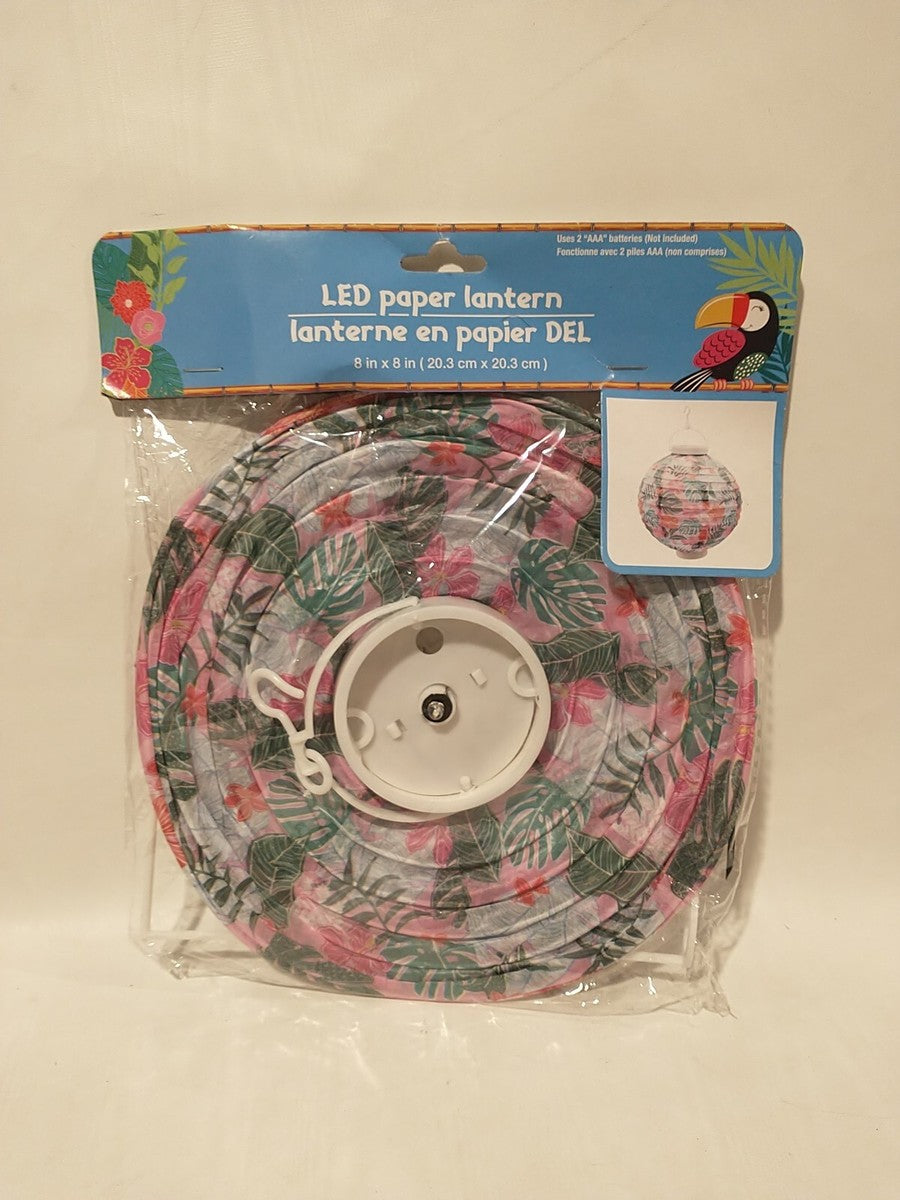 Uses 2 "AAA" batteries (Not Included)
Fonctionne avec 2 piles AAA (non comprises)
LED paper lantern
lanterne en papier DEL
8 in x 8 in ( 20.3 cm x 20.3 cm )